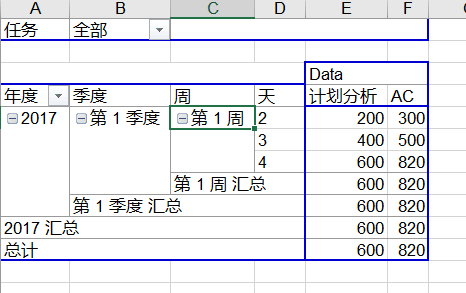 A B C D E F
任务 全部
Data
年度 季度 周 天 计划分析 AC
2017 第 1 季度 第 1 周 2 200 300
3 400 500
4 600 820
第 1 周 汇总 600 820
第 1 季度 汇总 600 820
2017 汇总 600 820
总计 600 820